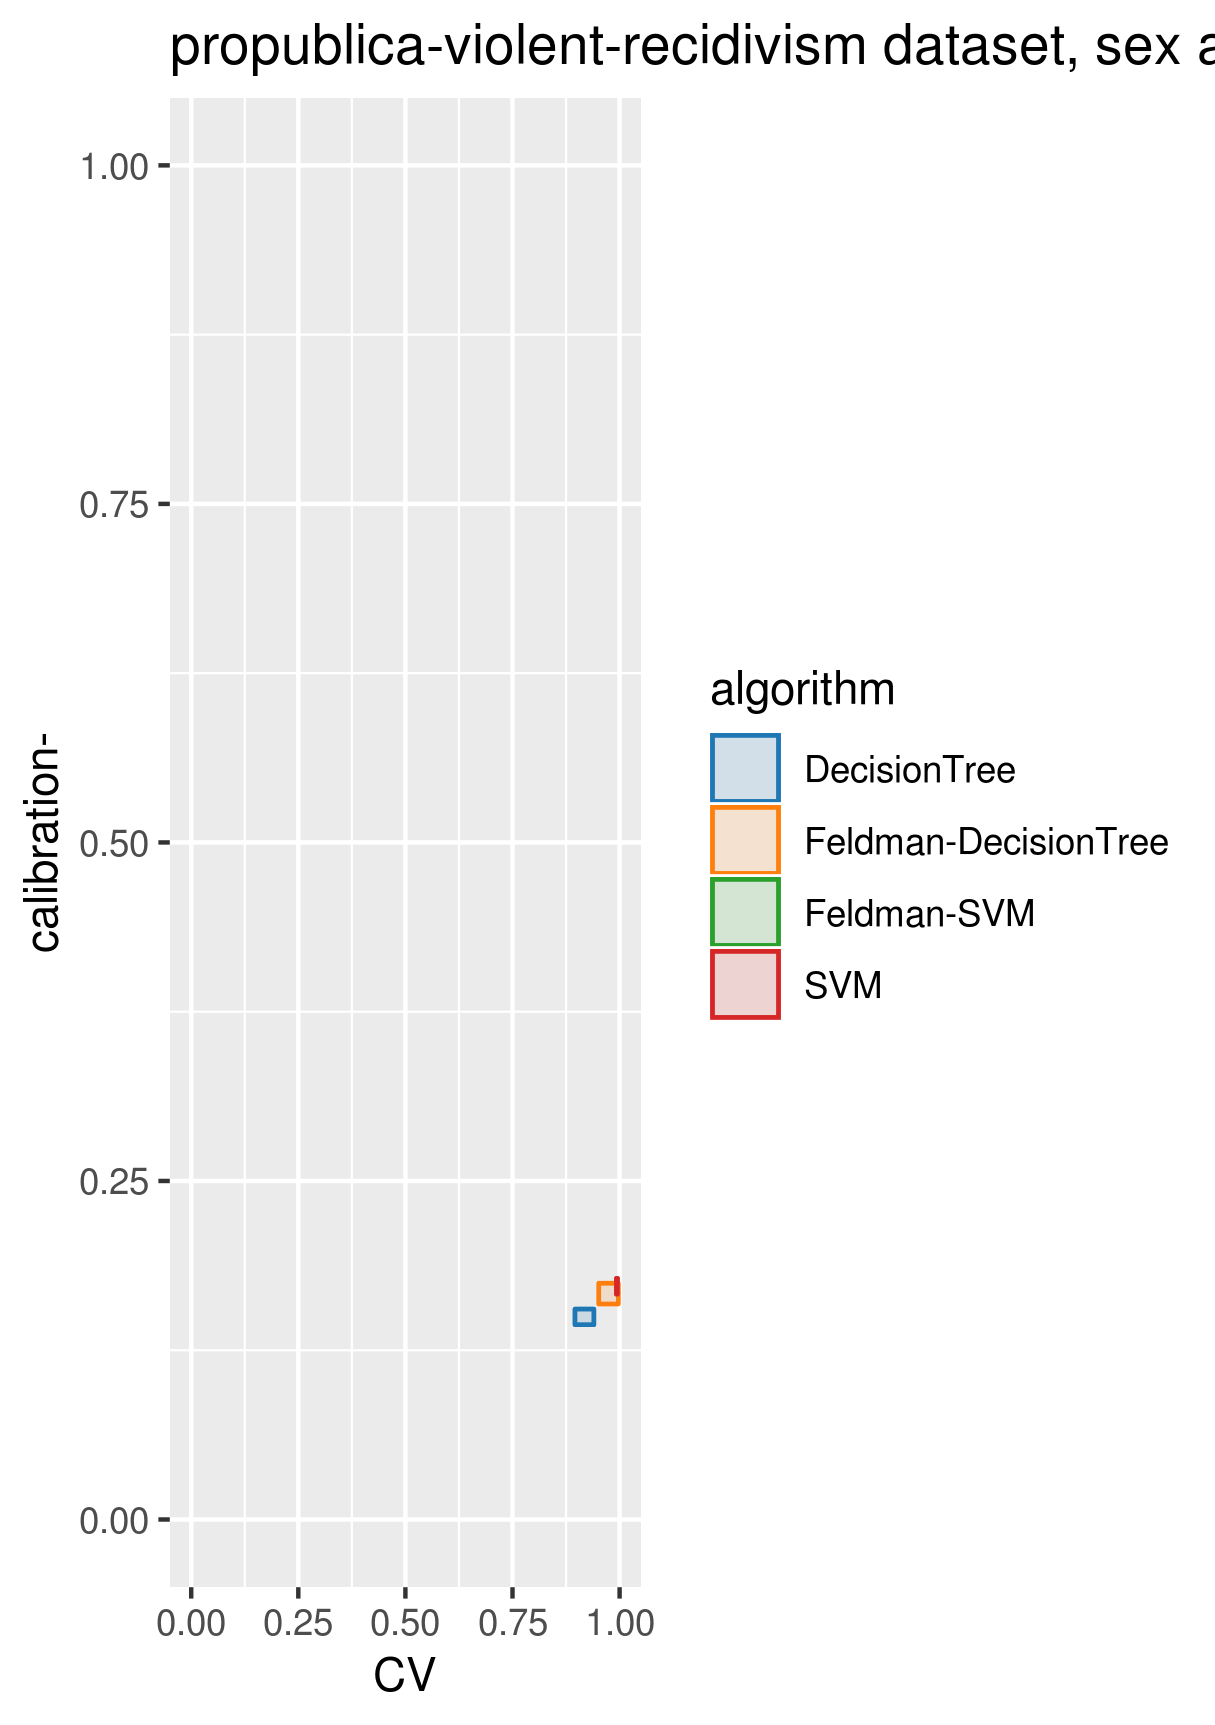 propublica-violent-recidivism dataset, sex a
1.00
0.75
0.50
0.25
0.00
calibration-
0.00 0.25 0.50 0.75 1.00
CV
algorithm
DecisionTree
Feldman-DecisionTree
Feldman-SVM
SVM